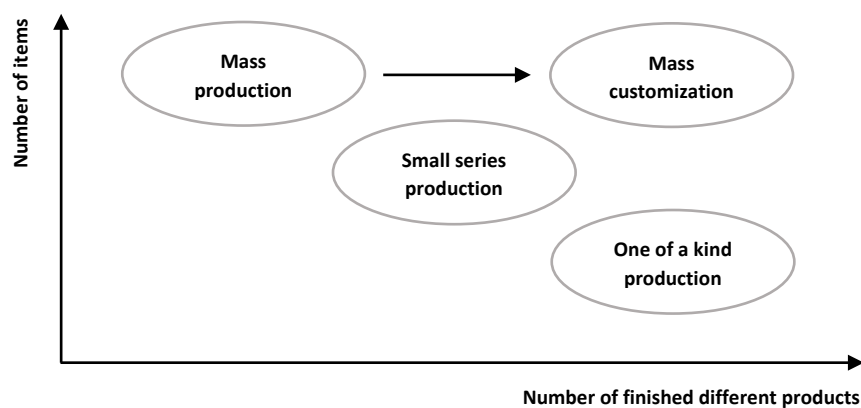 Number of items
Mass
production
Mass
customization
Small series
production
One of a kind
production
Number of finished different products